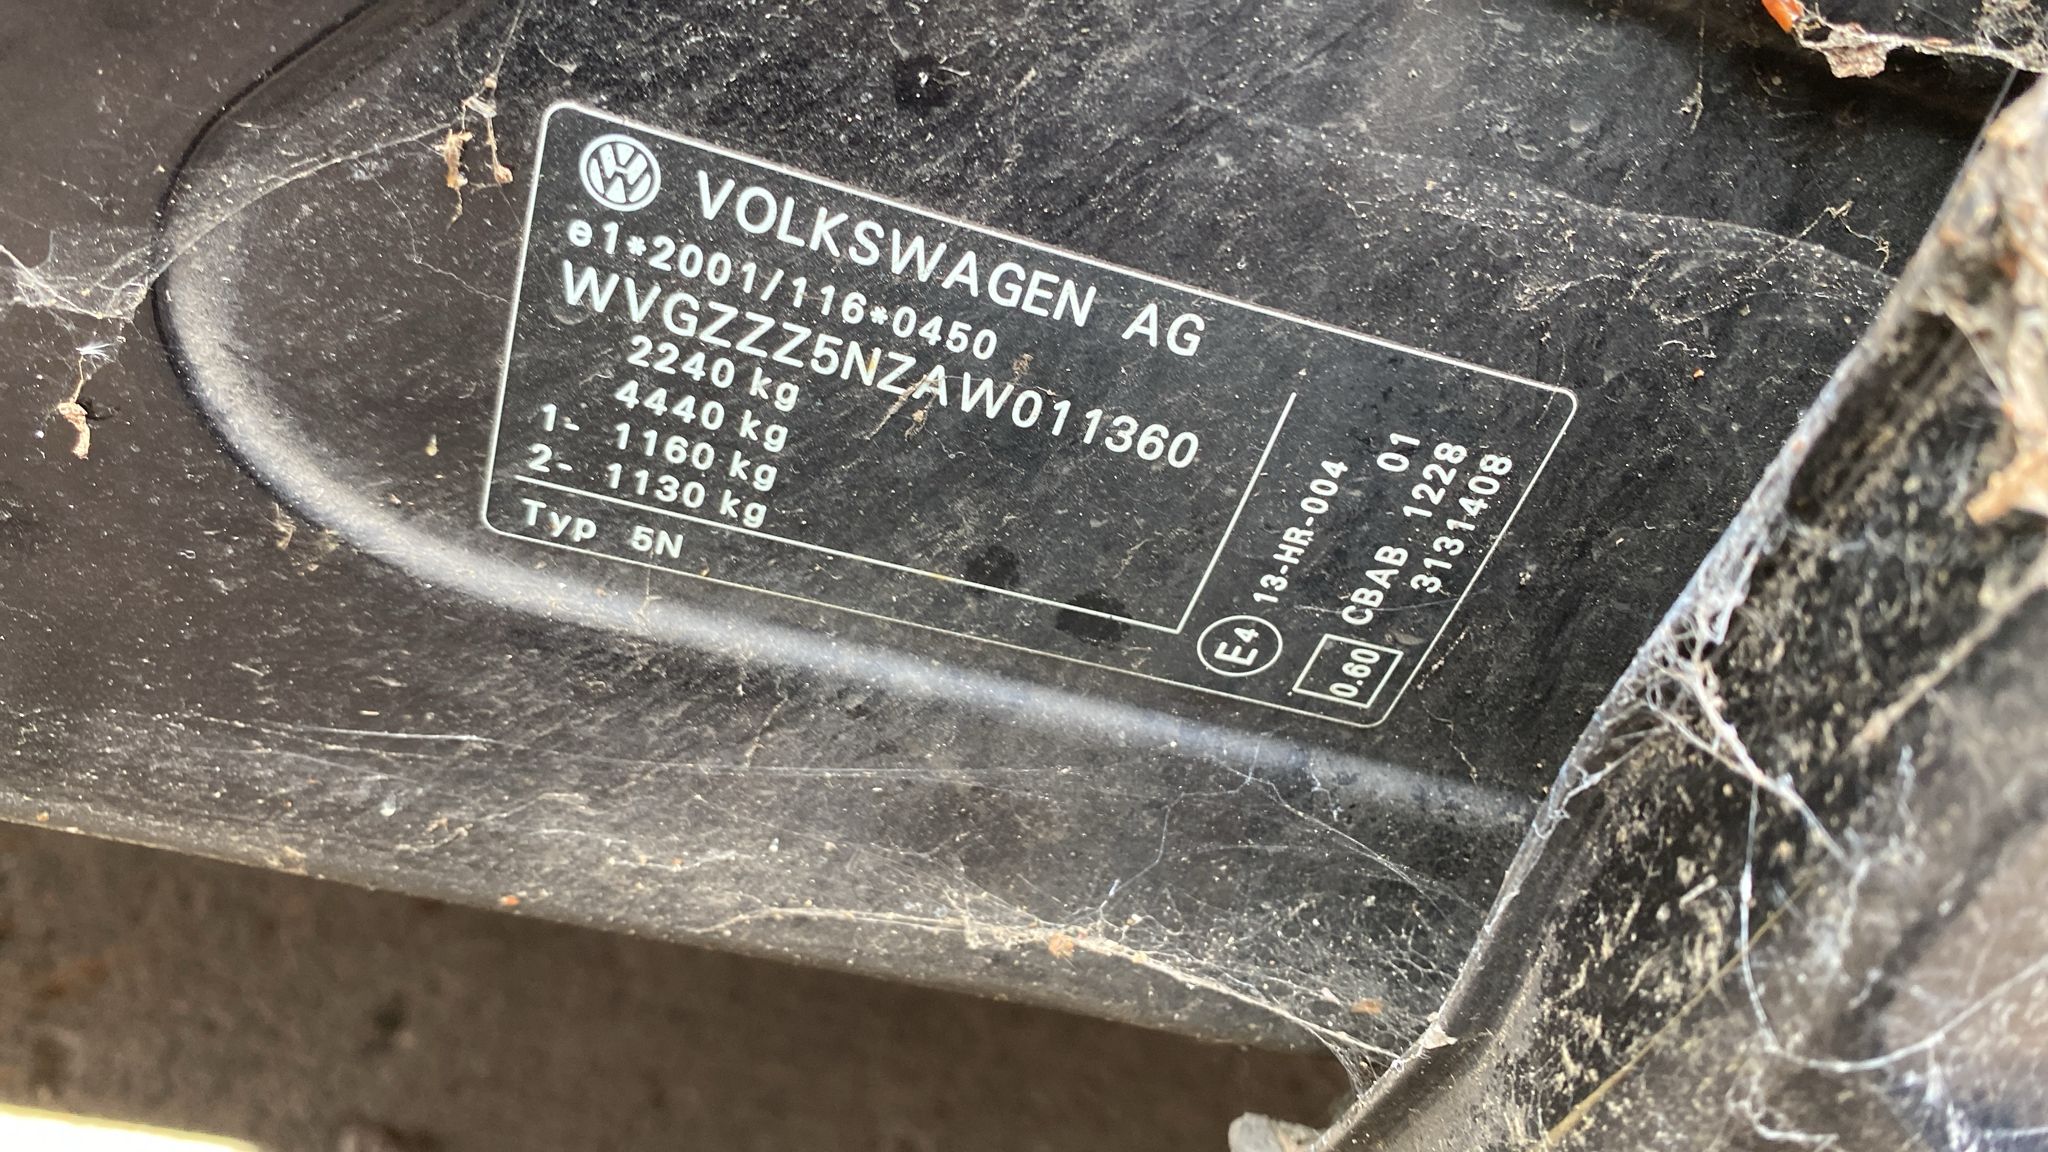 VOLKSWAGEN AG
e1*2001/116*0450
WVGZZZ5NZAW011360
2240 kg
4440 kg
1- 1160 kg
2- 1130 kg
Typ 5N
E4 13-HR-004 01
CBAB 1228
0.60 3131408